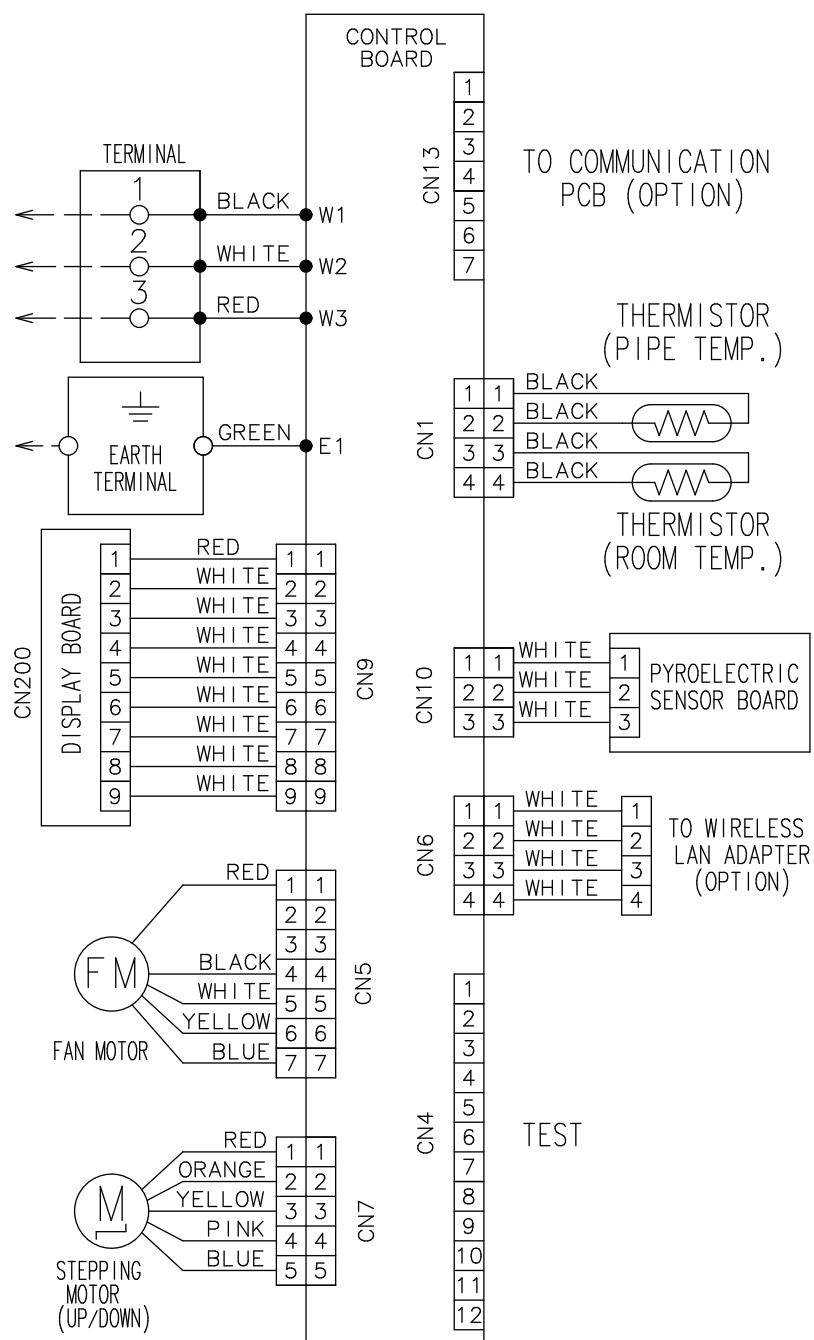 CONTROL
BOARD
TERMINAL
1 BLACK W1
2 WHITE W2
3 RED W3
EARTH
TERMINAL
GREEN E1
CN200
DISPLAY BOARD
1 RED 1 1
2 WHITE 2 2
3 WHITE 3 3
4 WHITE 4 4
5 WHITE 5 5
6 WHITE 6 6
7 WHITE 7 7
8 WHITE 8 8
9 WHITE 9 9
CN9
FM
FAN MOTOR
RED 1 1
2 2
3 3
BLACK 4 4
WHITE 5 5
YELLOW 6 6
BLUE 7 7
CN5
M
STEPPING
MOTOR
(UP/DOWN)
RED 1 1
ORANGE 2 2
YELLOW 3 3
PINK 4 4
BLUE 5 5
CN7
CN13
1
2
3
4
5
6
7
TO COMMUNICATION
PCB (OPTION)
THERMISTOR
(PIPE TEMP.)
CN1
1 1 BLACK
2 2 BLACK
3 3 BLACK
4 4 BLACK
THERMISTOR
(ROOM TEMP.)
CN10
1 1 WHITE 1
2 2 WHITE 2
3 3 WHITE 3
PYROELECTRIC
SENSOR BOARD
CN6
1 1 WHITE 1
2 2 WHITE 2
3 3 WHITE 3
4 4 WHITE 4
TO WIRELESS
LAN ADAPTER
(OPTION)
CN4
1
2
3
4
5
6
7
8
9
10
11
12
TEST